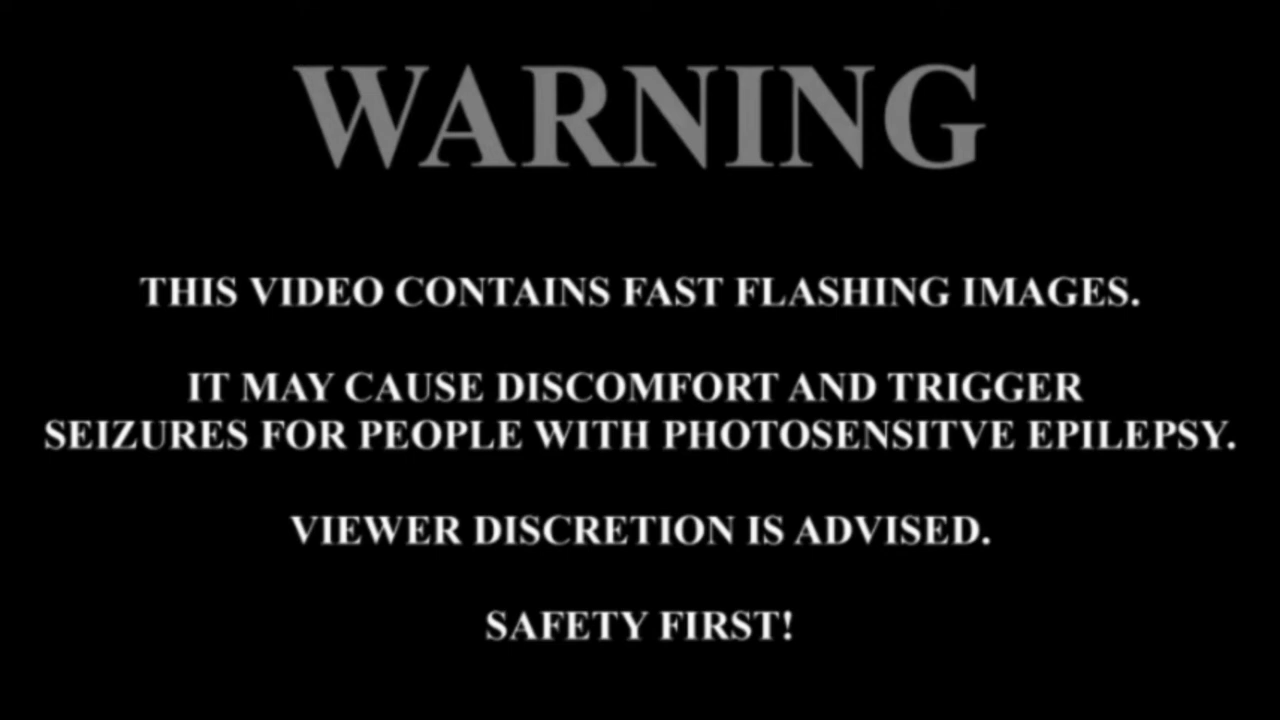 WARNING
THIS VIDEO CONTAINS FAST FLASHING IMAGES.
IT MAY CAUSE DISCOMFORT AND TRIGGER
SEIZURES FOR PEOPLE WITH PHOTOSENSITVE EPILEPSY.
VIEWER DISCRETION IS ADVISED.
SAFETY FIRST!